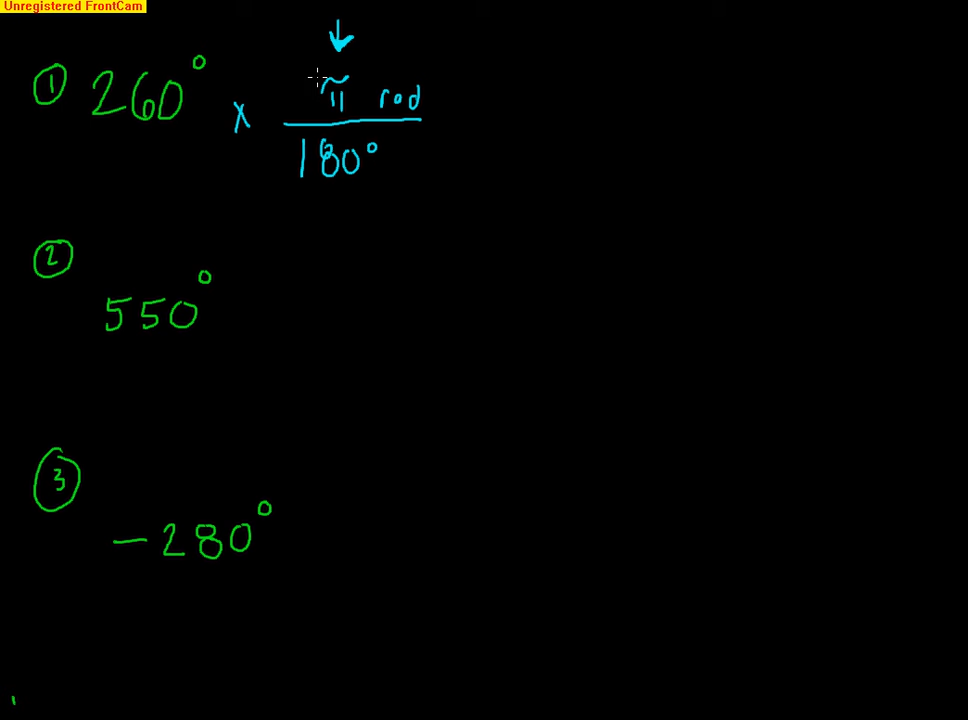 Unregistered FrontCam
① 260° x π rad / 180°
② 550°
③ -280°